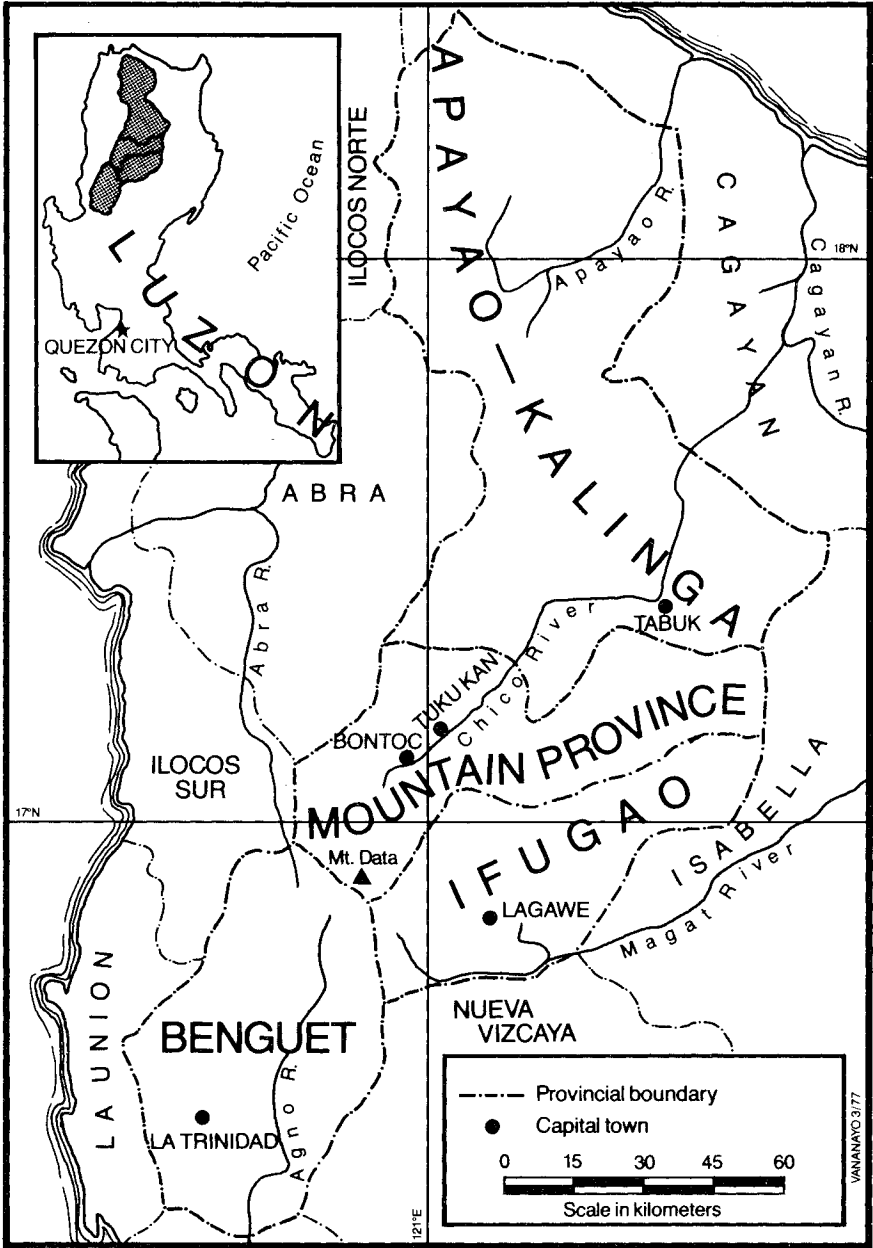 Pacific Ocean
LUZON
QUEZON CITY
ILOCOS NORTE
APAYAO—KALINGA
Apayao R.
CAGAYAN
Cagayan R.
18°N
ABRA
Abra R.
TABUK
Chico River
TUKUKAN
BONTOC
MOUNTAIN PROVINCE
ILOCOS
SUR
17°N
Mt. Data
IFUGAO
ISABELLA
LAGAWE
Magat River
NUEVA
VIZCAYA
LA UNION
BENGUET
Agno R.
LA TRINIDAD
121°E
Provincial boundary
Capital town
0 15 30 45 60
Scale in kilometers
VANANAYO 3/77